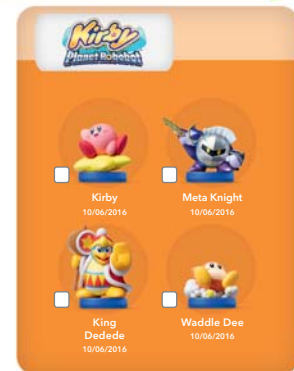 Kirby
Planet Robobot
Kirby
10/06/2016
Meta Knight
10/06/2016
King
Dedede
10/06/2016
Waddle Dee
10/06/2016